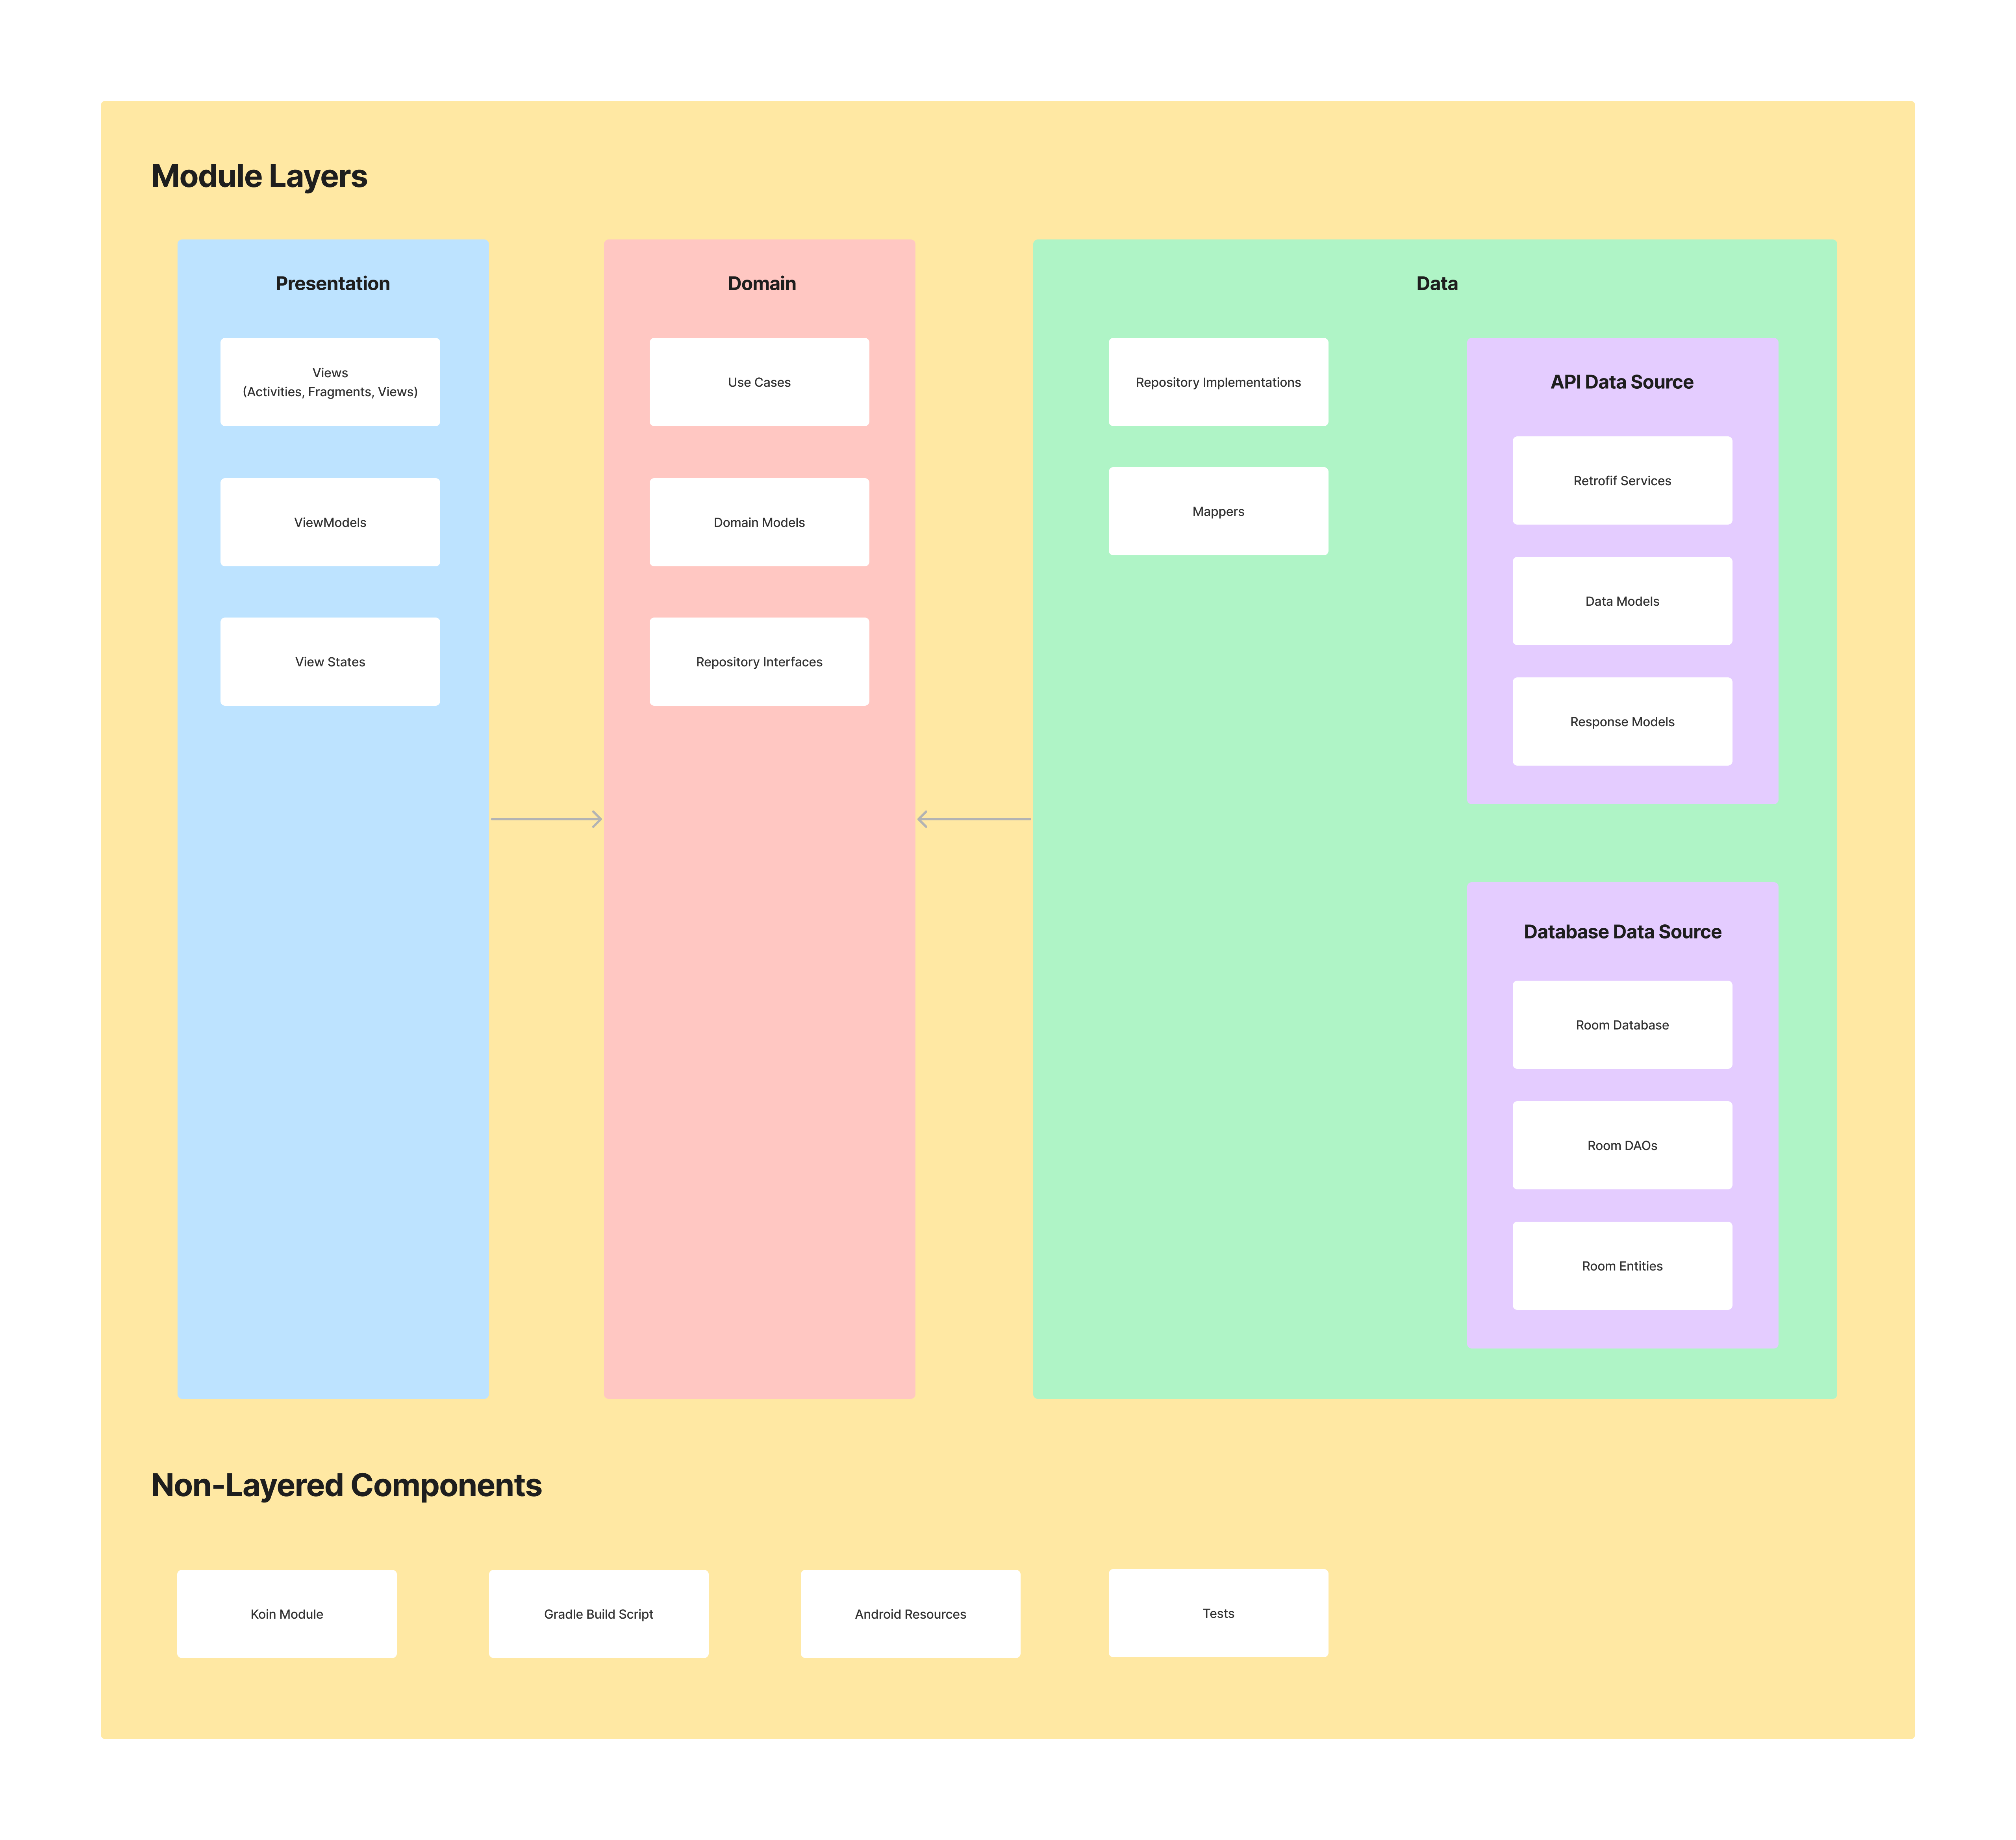 Module Layers
Presentation
Views
(Activities, Fragments, Views)
ViewModels
View States
Domain
Use Cases
Domain Models
Repository Interfaces
Data
Repository Implementations
Mappers
API Data Source
Retrofif Services
Data Models
Response Models
Database Data Source
Room Database
Room DAOs
Room Entities
Non-Layered Components
Koin Module
Gradle Build Script
Android Resources
Tests